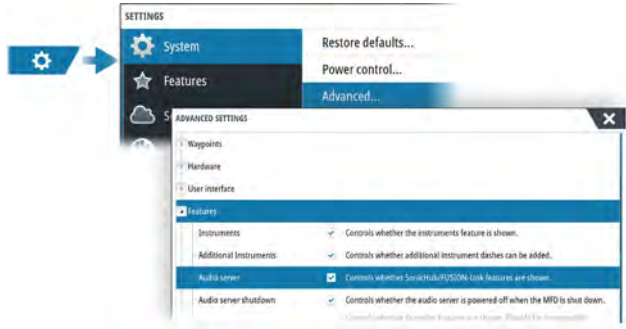 SETTINGS
System
Restore defaults...
Power control...
Features
Advanced...
S
ADVANCED SETTINGS
Waypoints
Hardware
User interface
Features
Instruments Controls whether the instruments feature is shown.
Additional Instruments Controls whether additional instrument dashes can be added.
Audio server Controls whether SonicHub/FUSION-Link features are shown.
Audio server shutdown Controls whether the audio server is powered off when the MFD is shut down.